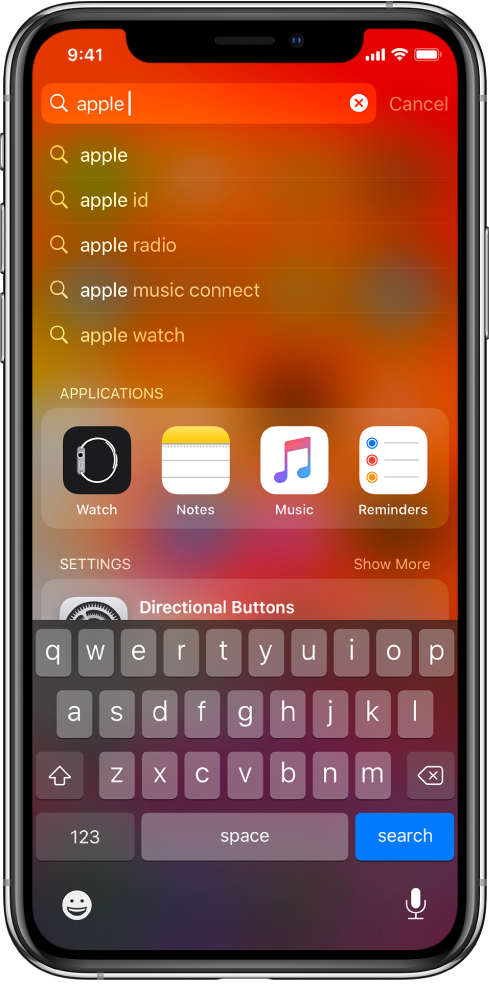 9:41
apple
Cancel
apple
apple id
apple radio
apple music connect
apple watch
APPLICATIONS
Watch Notes Music Reminders
SETTINGS Show More
Directional Buttons
q w e r t y u i o p
a s d f g h j k l
z x c v b n m
123 space search